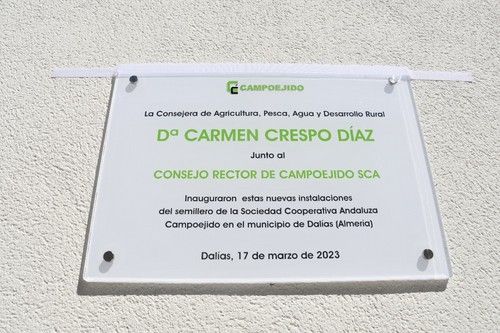 CAMPOEJIDO
La Consejera de Agricultura, Pesca, Agua y Desarrollo Rural
Dª CARMEN CRESPO DÍAZ
Junto al
CONSEJO RECTOR DE CAMPOEJIDO SCA
Inauguraron estas nuevas instalaciones
del semillero de la Sociedad Cooperativa Andaluza
Campoejido en el municipio de Dalías (Almería)
Dalías, 17 de marzo de 2023